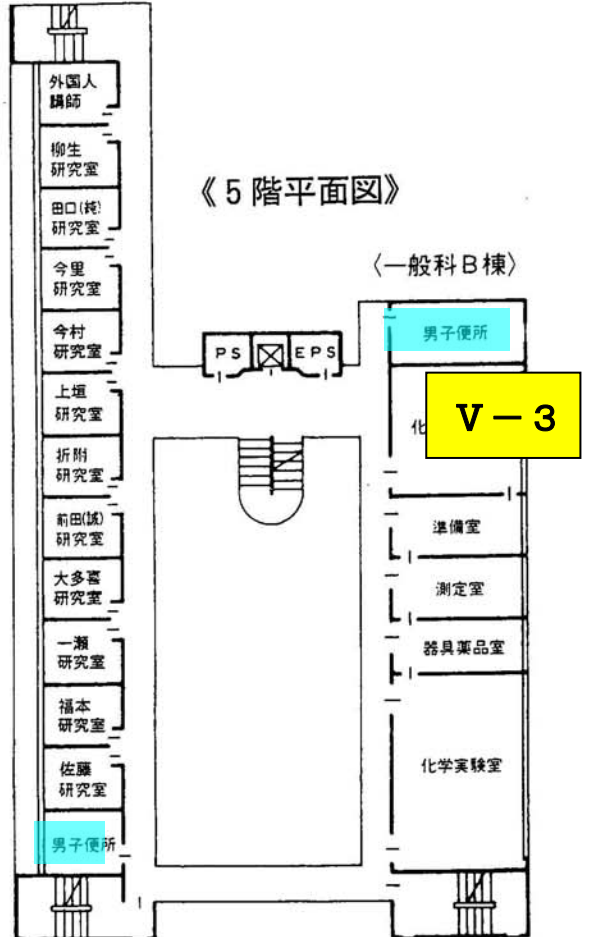 外国人
講師
柳生
研究室
田口(純)
研究室
今里
研究室
今村
研究室
上垣
研究室
折附
研究室
前田(誠)
研究室
大多喜
研究室
一瀬
研究室
福本
研究室
佐藤
研究室
男子便所
《5階平面図》
〈一般科B棟〉
PS
EPS
男子便所
化
V－3
準備室
測定室
器具薬品室
化学実験室